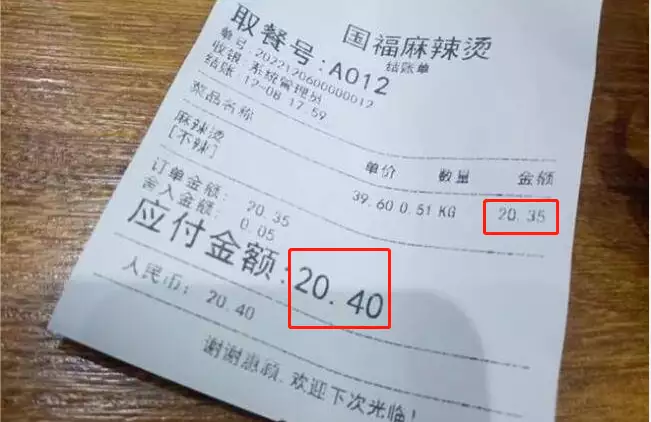 国福麻辣烫
结账单
取餐号:A012
单号:2022120600000012
收银:系统管理员
结账:12-08 17:59
菜品名称 单价 数量 金额
麻辣烫 39.60 0.51 KG 20.35
[不辣]
订单金额: 20.35
舍入金额: 0.05
应付金额:20.40
人民币: 20.40
谢谢惠顾,欢迎下次光临!